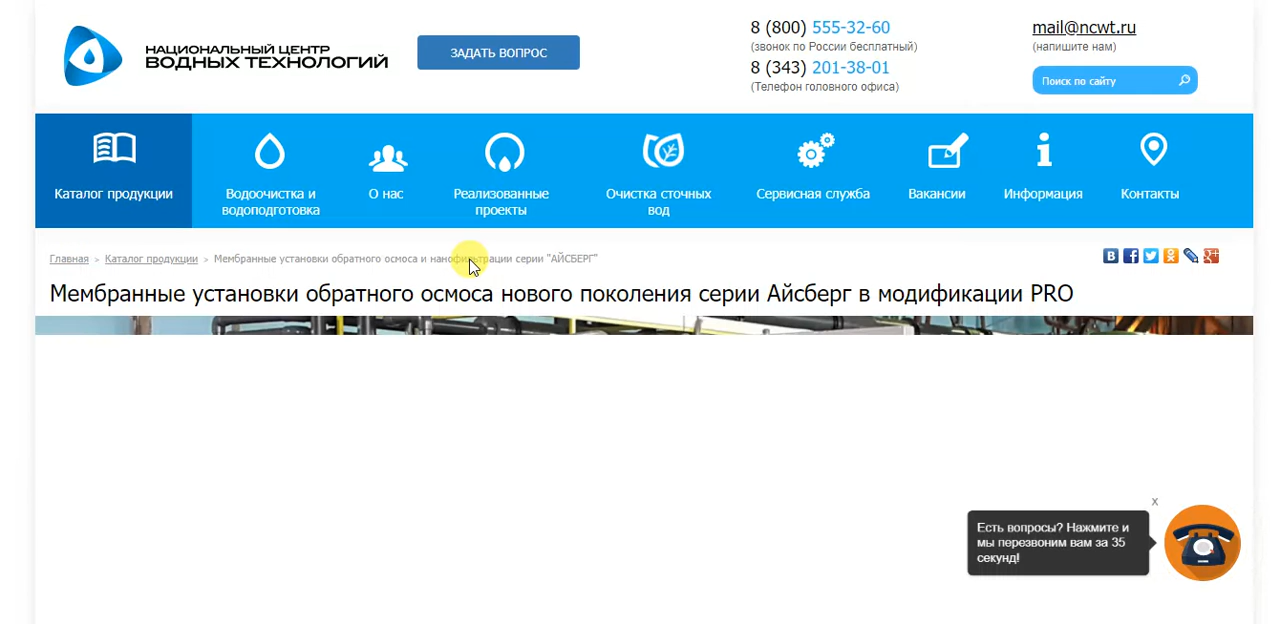 НАЦИОНАЛЬНЫЙ ЦЕНТР
ВОДНЫХ ТЕХНОЛОГИЙ
ЗАДАТЬ ВОПРОС
8 (800) 555-32-60
(звонок по России бесплатный)
8 (343) 201-38-01
(Телефон головного офиса)
mail@ncwt.ru
(напишите нам)
Поиск по сайту
Каталог продукции
Водоочистка и
водоподготовка
О нас
Реализованные
проекты
Очистка сточных
вод
Сервисная служба
Вакансии
Информация
Контакты
Главная > Каталог продукции > Мембранные установки обратного осмоса и нанофильтрации серии "АЙСБЕРГ"
Мембранные установки обратного осмоса нового поколения серии Айсберг в модификации PRO
x
Есть вопросы? Нажмите и
мы перезвоним вам за 35
секунд!